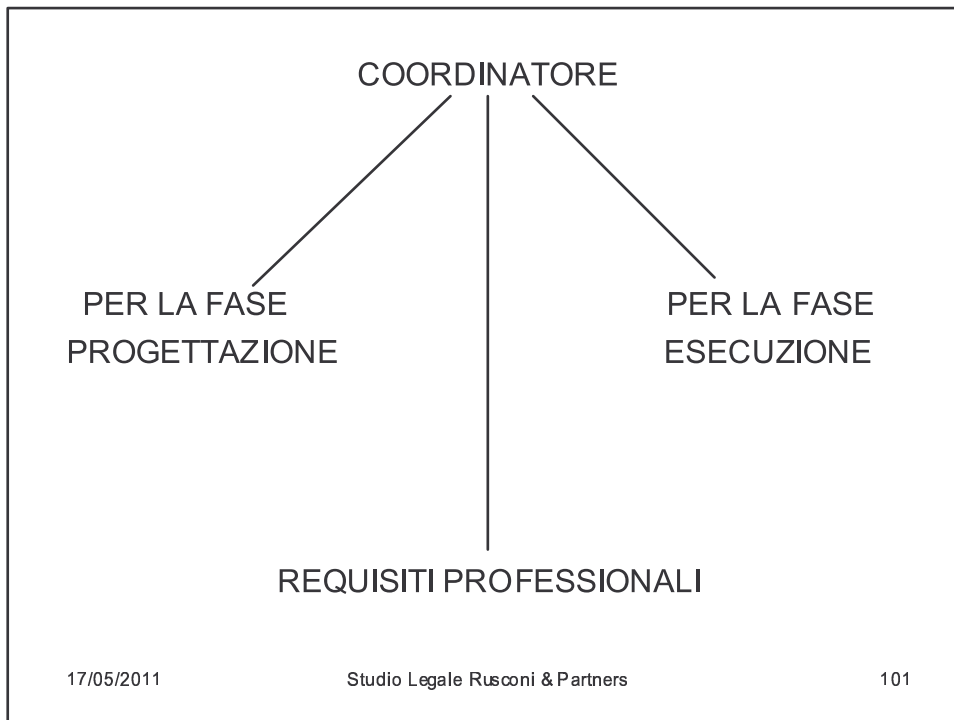 COORDINATORE
PER LA FASE
PROGETTAZIONE
PER LA FASE
ESECUZIONE
REQUISITI PROFESSIONALI
17/05/2011 Studio Legale Rusconi & Partners 101